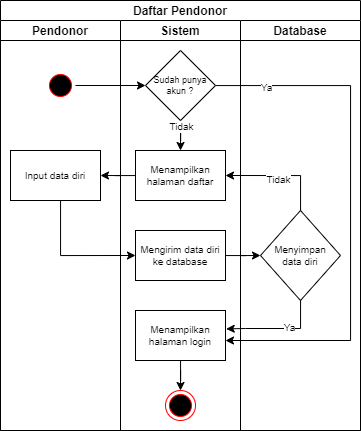 Daftar Pendonor
Pendonor
Sistem
Database
Sudah punya
akun ?
Ya
Tidak
Input data diri
Menampilkan
halaman daftar
Tidak
Mengirim data diri
ke database
Menyimpan
data diri
Ya
Menampilkan
halaman login